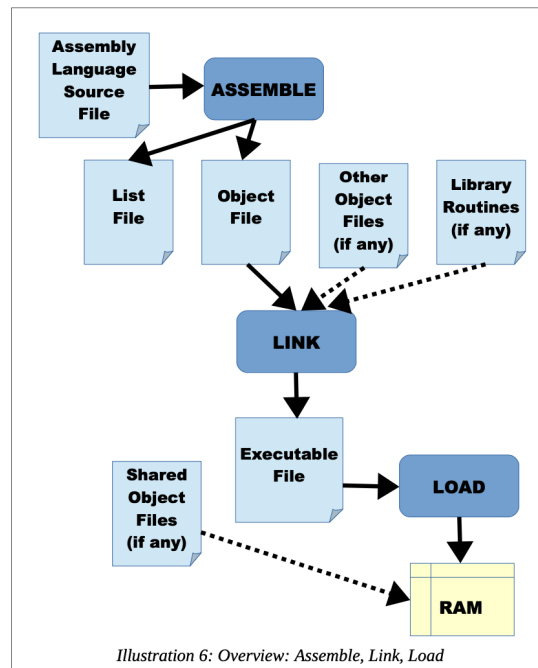 Assembly
Language
Source
File
ASSEMBLE
List
File
Object
File
Other
Object
Files
(if any)
Library
Routines
(if any)
LINK
Executable
File
LOAD
Shared
Object
Files
(if any)
RAM
Illustration 6: Overview: Assemble, Link, Load